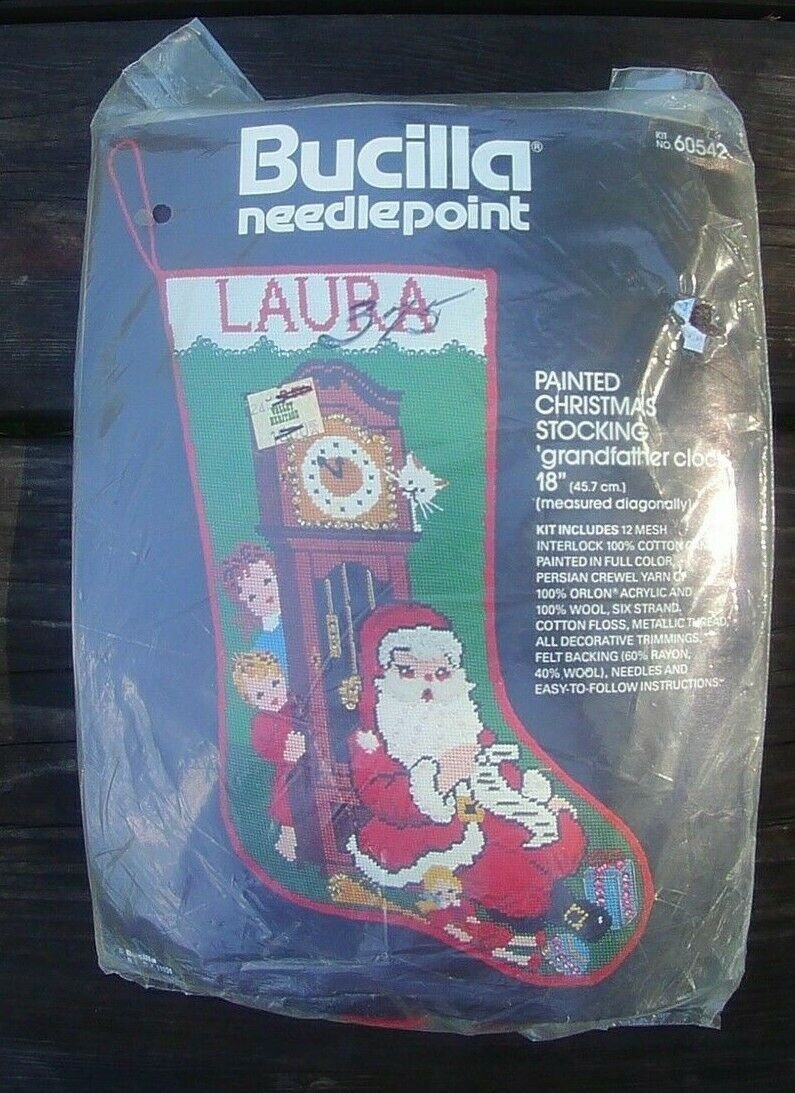 Bucilla®
needlepoint
KIT NO. 60542
LAURA
375
PAINTED
CHRISTMAS
STOCKING
'grandfather clock
18" (45.7 cm.)
(measured diagonally)
KIT INCLUDES 12 MESH
INTERLOCK 100% COTTON
PAINTED IN FULL COLOR,
PERSIAN CREWEL YARN OF
100% ORLON® ACRYLIC AND
100% WOOL, SIX STRAND
COTTON FLOSS, METALLIC THREAD,
ALL DECORATIVE TRIMMINGS,
FELT BACKING (60% RAYON,
40% WOOL), NEEDLES AND
EASY-TO-FOLLOW INSTRUCTIONS.
© Bucilla